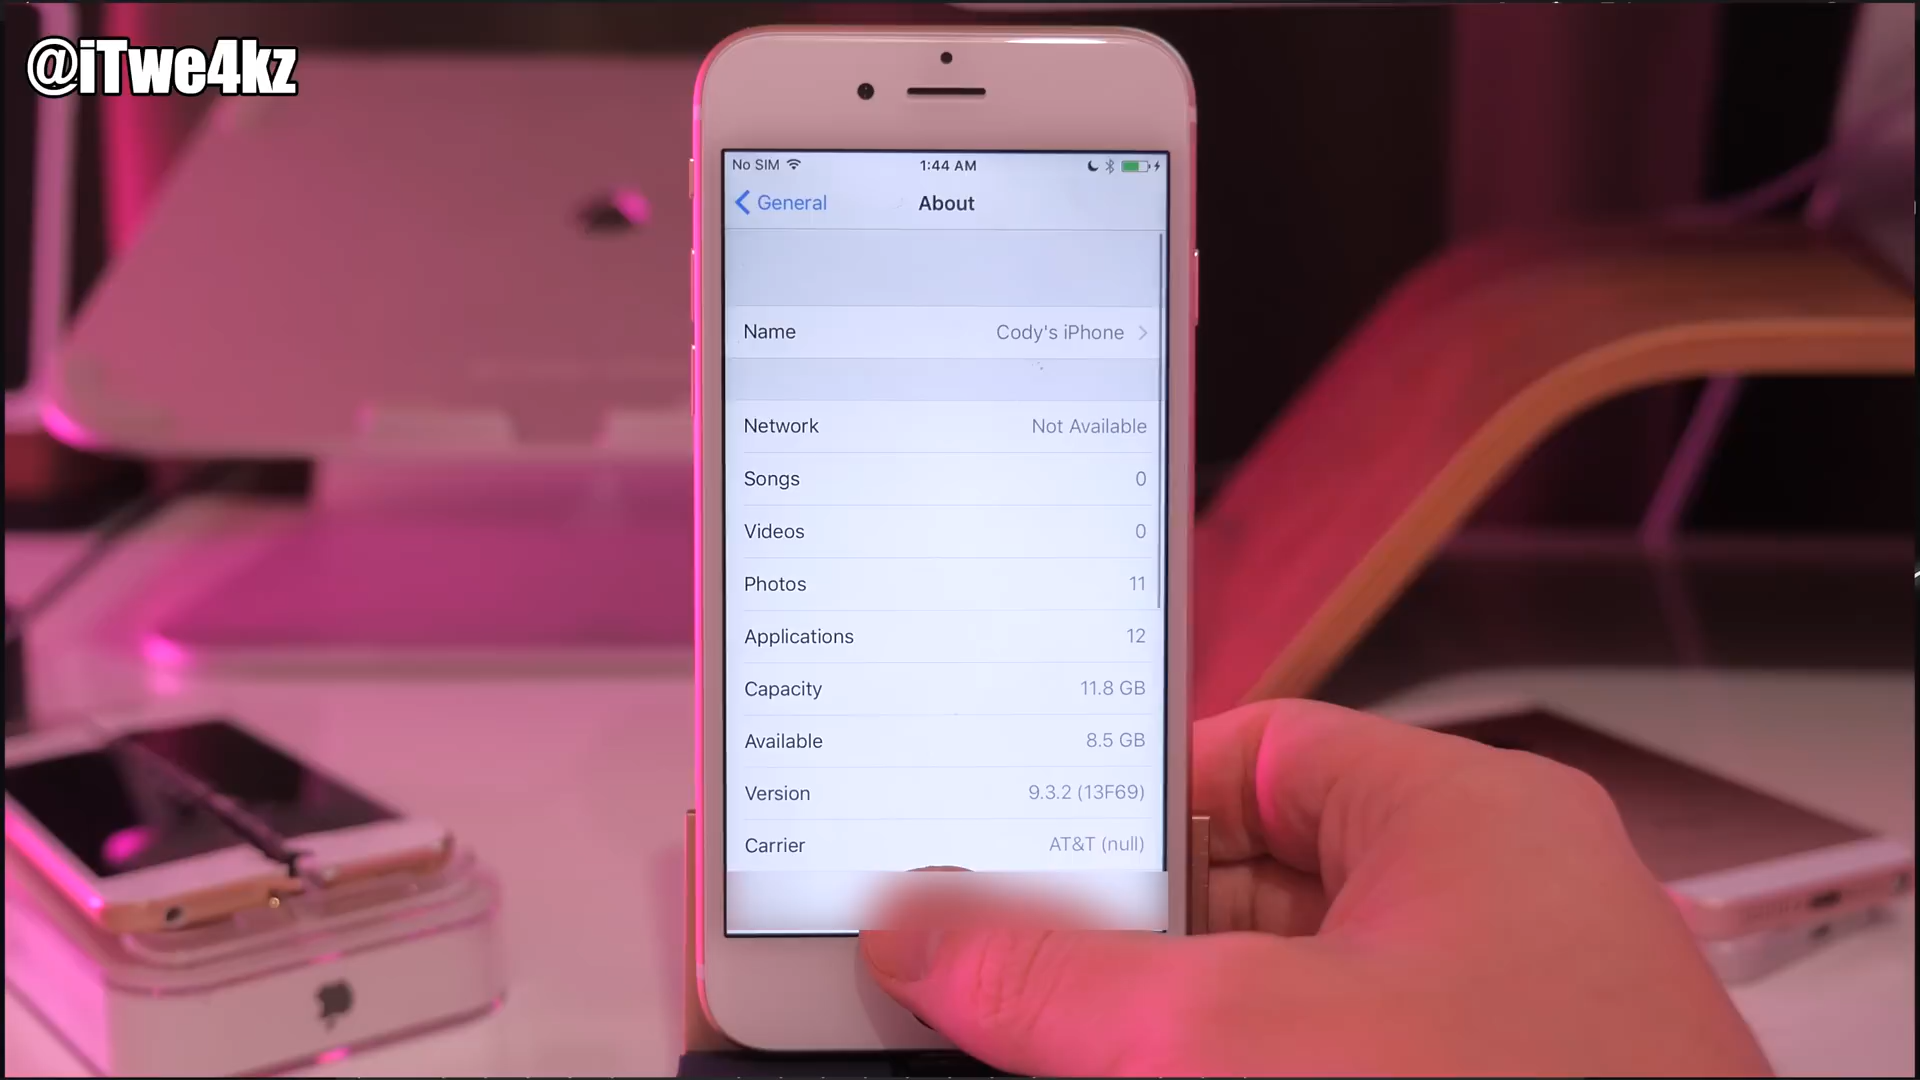 @iTwe4kz
No SIM 1:44 AM
General About
Name Cody's iPhone
Network Not Available
Songs 0
Videos 0
Photos 11
Applications 12
Capacity 11.8 GB
Available 8.5 GB
Version 9.3.2 (13F69)
Carrier AT&T (null)